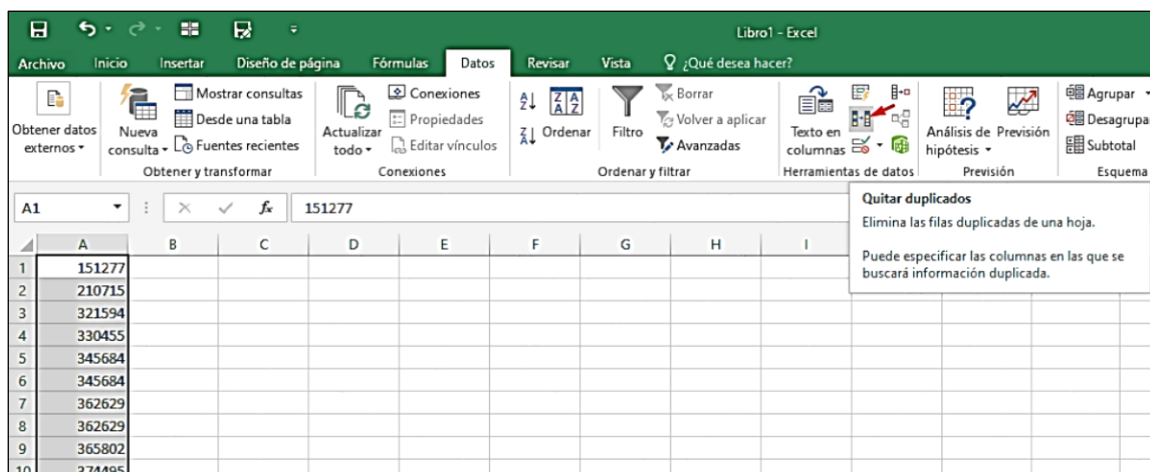 Libro1 - Excel
Archivo Inicio Insertar Diseño de página Fórmulas Datos Revisar Vista ¿Qué desea hacer?
Obtener datos externos
Nueva consulta
Mostrar consultas
Desde una tabla
Fuentes recientes
Obtener y transformar
Actualizar todo
Conexiones
Propiedades
Editar vínculos
Conexiones
Ordenar
Filtro
Borrar
Volver a aplicar
Avanzadas
Ordenar y filtrar
Texto en columnas
Herramientas de datos
Análisis de hipótesis
Previsión
Previsión
Agrupar
Desagrupa
Subtotal
Esquema
A1 fx 151277
Quitar duplicados
Elimina las filas duplicadas de una hoja.
Puede especificar las columnas en las que se
buscará información duplicada.
A B C D E F G H I
1 151277
2 210715
3 321594
4 330455
5 345684
6 345684
7 362629
8 362629
9 365802
10 374495